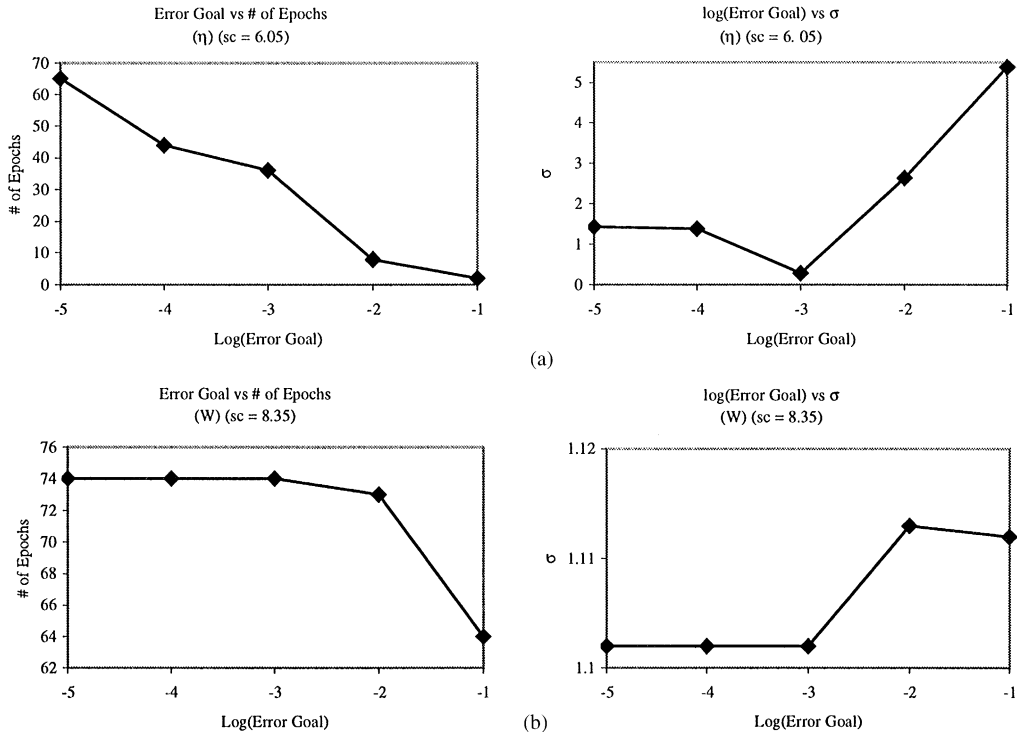 Error Goal vs # of Epochs
(η) (sc = 6.05)
70
60
50
40
30
20
10
0
# of Epochs
-5 -4 -3 -2 -1
Log(Error Goal)
log(Error Goal) vs σ
(η) (sc = 6. 05)
5
4
3
2
1
0
σ
-5 -4 -3 -2 -1
Log(Error Goal)
(a)
Error Goal vs # of Epochs
(W) (sc = 8.35)
76
74
72
70
68
66
64
62
# of Epochs
-5 -4 -3 -2 -1
Log(Error Goal)
log(Error Goal) vs σ
(W) (sc = 8.35)
1.12
1.11
1.1
σ
-5 -4 -3 -2 -1
Log(Error Goal)
(b)